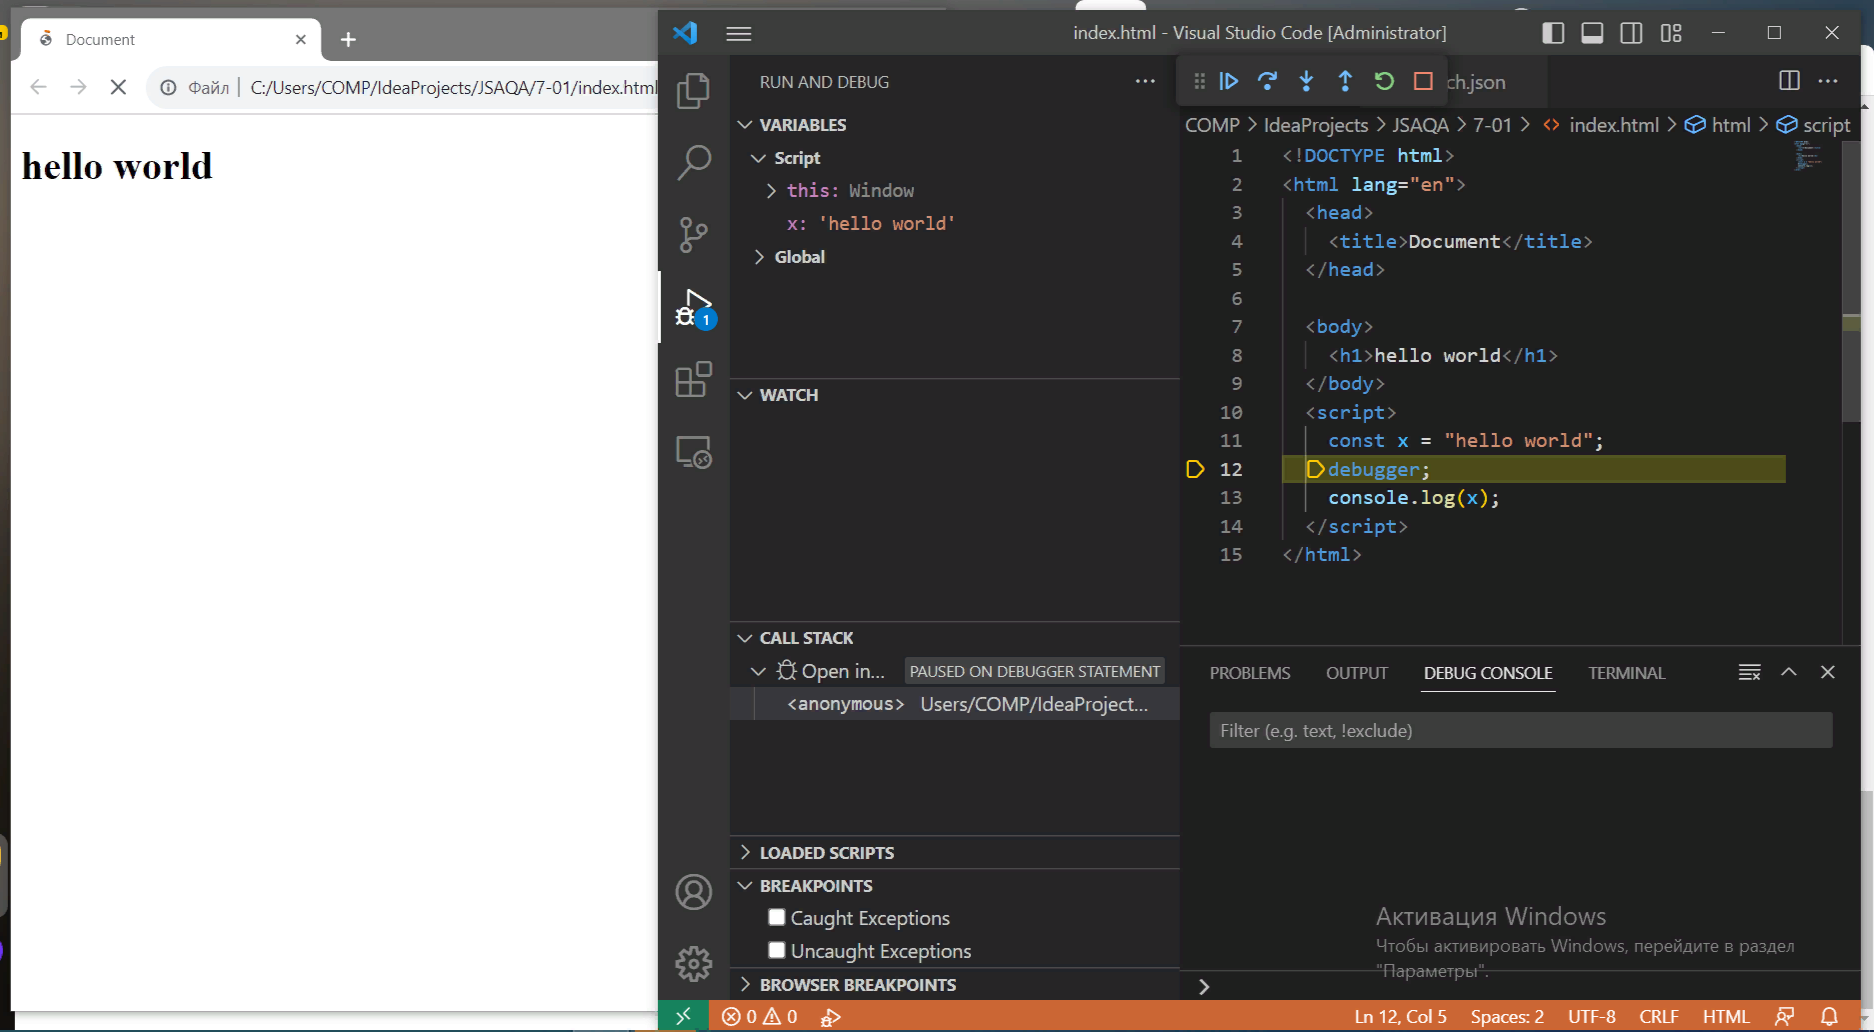 Document
Файл | C:/Users/COMP/IdeaProjects/JSAQA/7-01/index.html
hello world
index.html - Visual Studio Code [Administrator]
RUN AND DEBUG
ch.json
VARIABLES
Script
this: Window
x: 'hello world'
Global
1
WATCH
CALL STACK
Open in... PAUSED ON DEBUGGER STATEMENT
<anonymous> Users/COMP/IdeaProject...
LOADED SCRIPTS
BREAKPOINTS
Caught Exceptions
Uncaught Exceptions
BROWSER BREAKPOINTS
COMP > IdeaProjects > JSAQA > 7-01 > <> index.html > html > script
1 <!DOCTYPE html>
2 <html lang="en">
3 <head>
4 <title>Document</title>
5 </head>
6
7 <body>
8 <h1>hello world</h1>
9 </body>
10 <script>
11 const x = "hello world";
12 debugger;
13 console.log(x);
14 </script>
15 </html>
PROBLEMS OUTPUT DEBUG CONSOLE TERMINAL
Filter (e.g. text, !exclude)
Активация Windows
Чтобы активировать Windows, перейдите в раздел
"Параметры".
0 0 Ln 12, Col 5 Spaces: 2 UTF-8 CRLF HTML